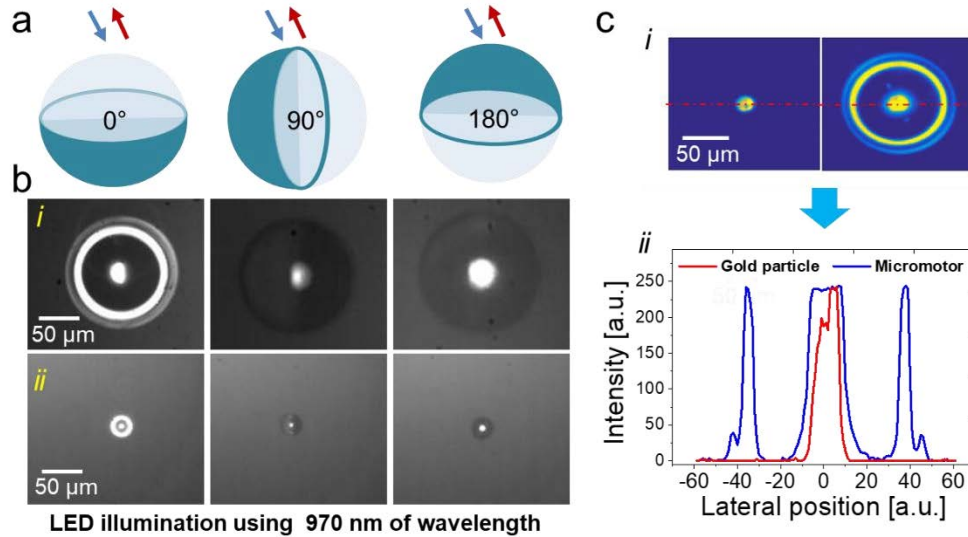 a
0°
90°
180°
b
i
50 µm
ii
50 µm
LED illumination using 970 nm of wavelength
c
i
50 µm
ii
Gold particle
Micromotor
Intensity [a.u.]
250
200
150
100
50
0
-60 -40 -20 0 20 40 60
Lateral position [a.u.]